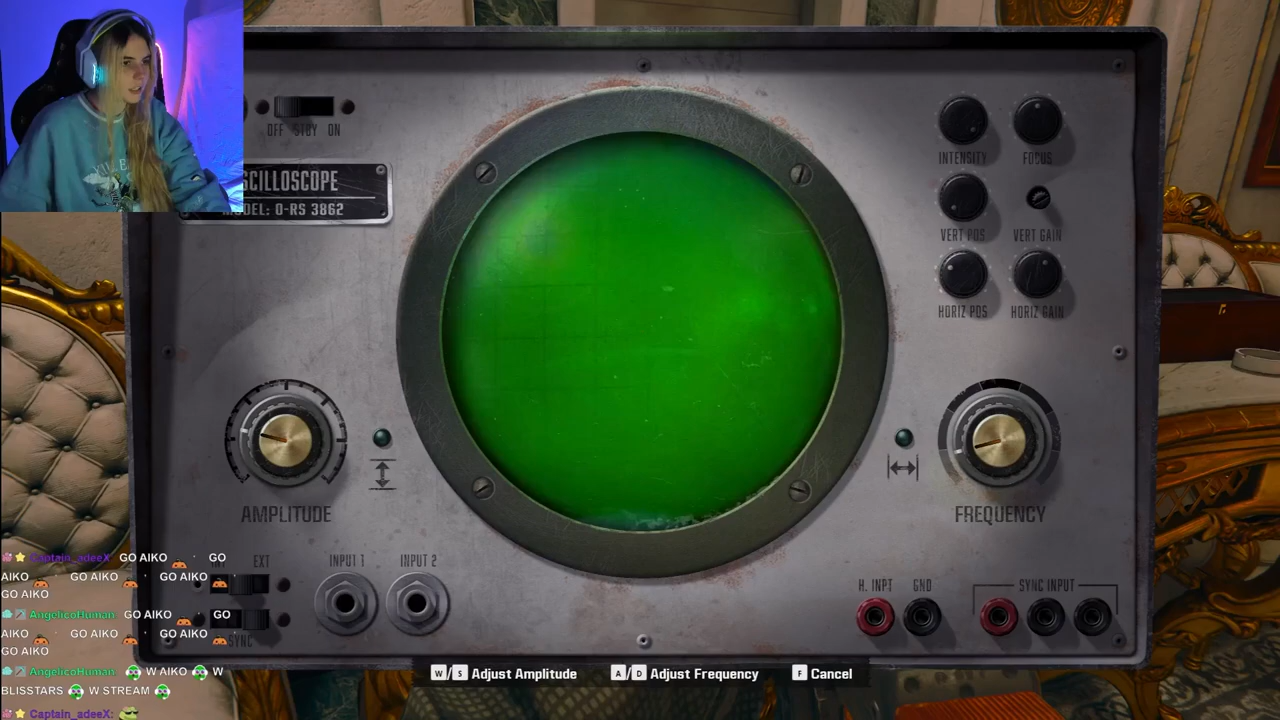 OFF STBY ON
SCILLOSCOPE
MODEL: O-RS 3862
INTENSITY FOCUS
VERT POS VERT GAIN
HORIZ POS HORIZ GAIN
AMPLITUDE
FREQUENCY
EXT
INPUT 1 INPUT 2
SYNC
H. INPT GND SYNC INPUT
W/S Adjust Amplitude A/D Adjust Frequency F Cancel
Captain_adeeX: GO AIKO GO
AIKO GO AIKO GO AIKO
GO AIKO
AngelicoHuman: GO AIKO GO
AIKO GO AIKO GO AIKO
GO AIKO
AngelicoHuman: W AIKO W
BLISSTARS W STREAM
Captain_adeeX: